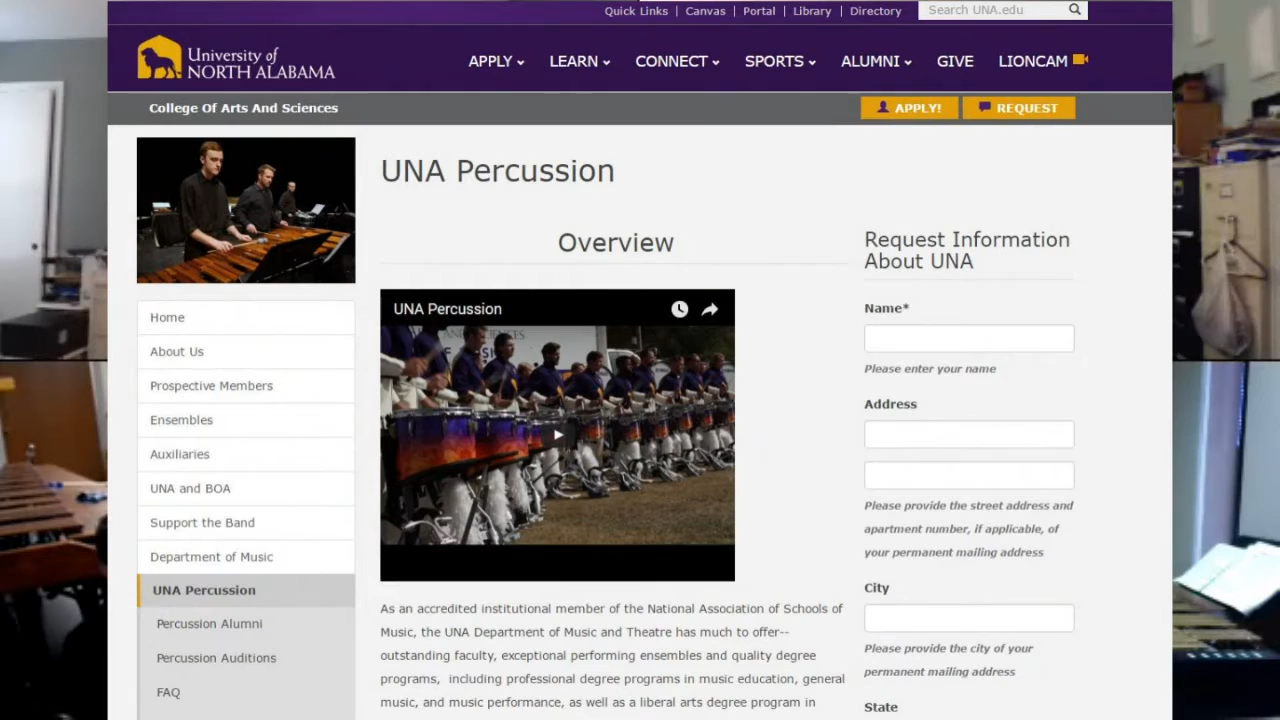 Quick Links | Canvas | Portal | Library | Directory
Search UNA.edu
University of
NORTH ALABAMA
APPLY LEARN CONNECT SPORTS ALUMNI GIVE LIONCAM
College Of Arts And Sciences
APPLY!
REQUEST
UNA Percussion
Overview
UNA Percussion
Home
About Us
Prospective Members
Ensembles
Auxiliaries
UNA and BOA
Support the Band
Department of Music
UNA Percussion
Percussion Alumni
Percussion Auditions
FAQ
As an accredited institutional member of the National Association of Schools of
Music, the UNA Department of Music and Theatre has much to offer--
outstanding faculty, exceptional performing ensembles and quality degree
programs, including professional degree programs in music education, general
music, and music performance, as well as a liberal arts degree program in
Request Information
About UNA
Name*
Please enter your name
Address
Please provide the street address and
apartment number, if applicable, of
your permanent mailing address
City
Please provide the city of your
permanent mailing address
State